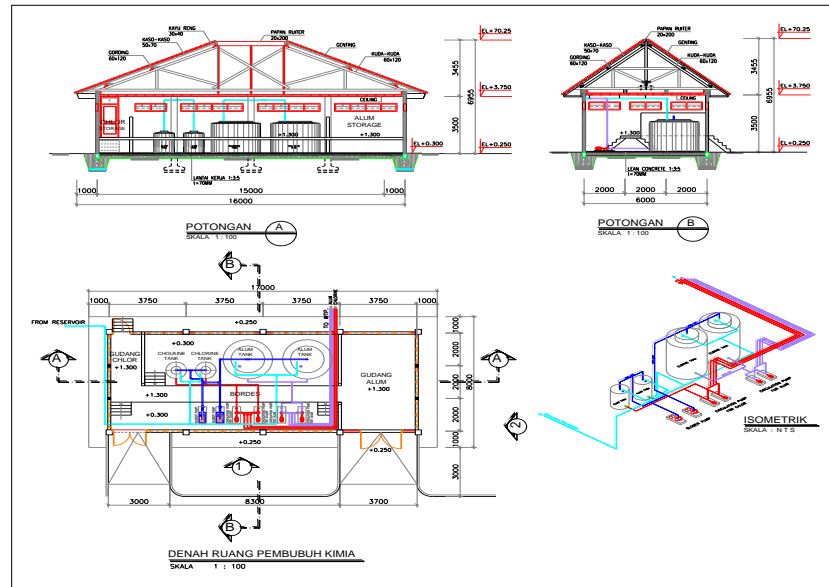 KAYU RENG
30x40
KASO-KASO
50x70
GORDING
60x120
PAPAN RUITER
20x200
GENTING
KUDA-KUDA
60x120
EL+70.25
EL+3.750
EL+0.300
EL+0.250
3455
3500
6955
CEILING
CHLOR
STORAGE
ALUM
STORAGE
+1.300
+1.300
LANTAI KERJA 1:3:5
t=70MM
1000
15000
1000
16000
POTONGAN A
SKALA 1 : 100
PAPAN RUITER
20x200
KASO-KASO
50x70
GORDING
60x120
GENTING
KUDA-KUDA
60x120
EL+70.25
EL+3.750
EL+0.250
3455
3500
6955
CEILING
+1.300
LEAN CONCRETE 1:3:5
t=70MM
2000
2000
2000
6000
POTONGAN B
SKALA 1 : 100
B
17000
1000
3750
3750
3750
3750
1000
FROM RESERVOIR
+0.250
+0.300
GUDANG
CHLOR
+1.300
CHOLKINE
TANK
CHLORINE
TANK
ALUM
TANK
ALUM
TANK
GUDANG
ALUM
+1.300
BORDES
+1.300
+0.300
+0.250
+0.250
A
A
1000
2000
2000
2000
1000
8000
3000
1
2
3000
8300
3700
B
DENAH RUANG PEMBUBUH KIMIA
SKALA 1 : 100
ISOMETRIK
SKALA : N T S